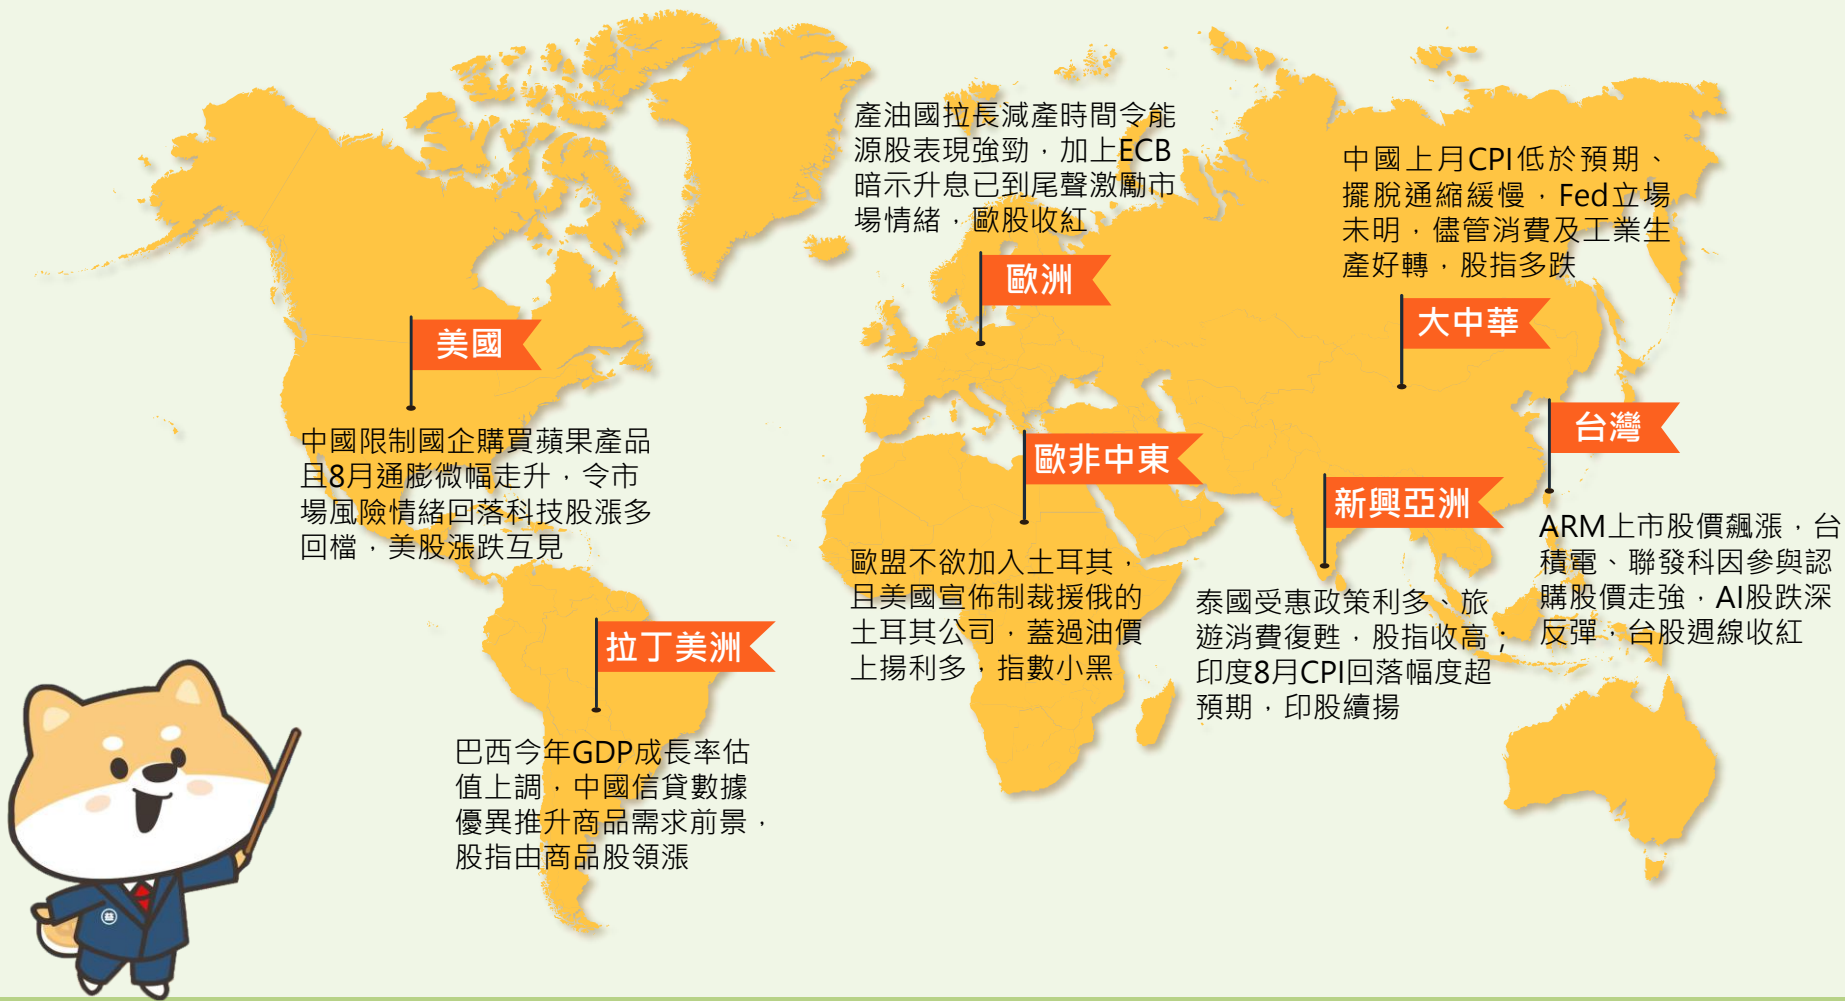 產油國拉長減產時間令能
源股表現強勁，加上ECB
暗示升息已到尾聲激勵市
場情緒，歐股收紅
歐洲
中國上月CPI低於預期、
擺脫通縮緩慢，Fed立場
未明，儘管消費及工業生
產好轉，股指多跌
大中華
美國
中國限制國企購買蘋果產品
且8月通膨微幅走升，令市
場風險情緒回落科技股漲多
回檔，美股漲跌互見
歐非中東
歐盟不欲加入土耳其，
且美國宣佈制裁援俄的
土耳其公司，蓋過油價
上揚利多，指數小黑
新興亞洲
泰國受惠政策利多、旅
遊消費復甦，股指收高；
印度8月CPI回落幅度超
預期，印股續揚
台灣
ARM上市股價飆漲，台
積電、聯發科因參與認
購股價走強，AI股跌深
反彈，台股週線收紅
拉丁美洲
巴西今年GDP成長率估
值上調，中國信貸數據
優異推升商品需求前景，
股指由商品股領漲